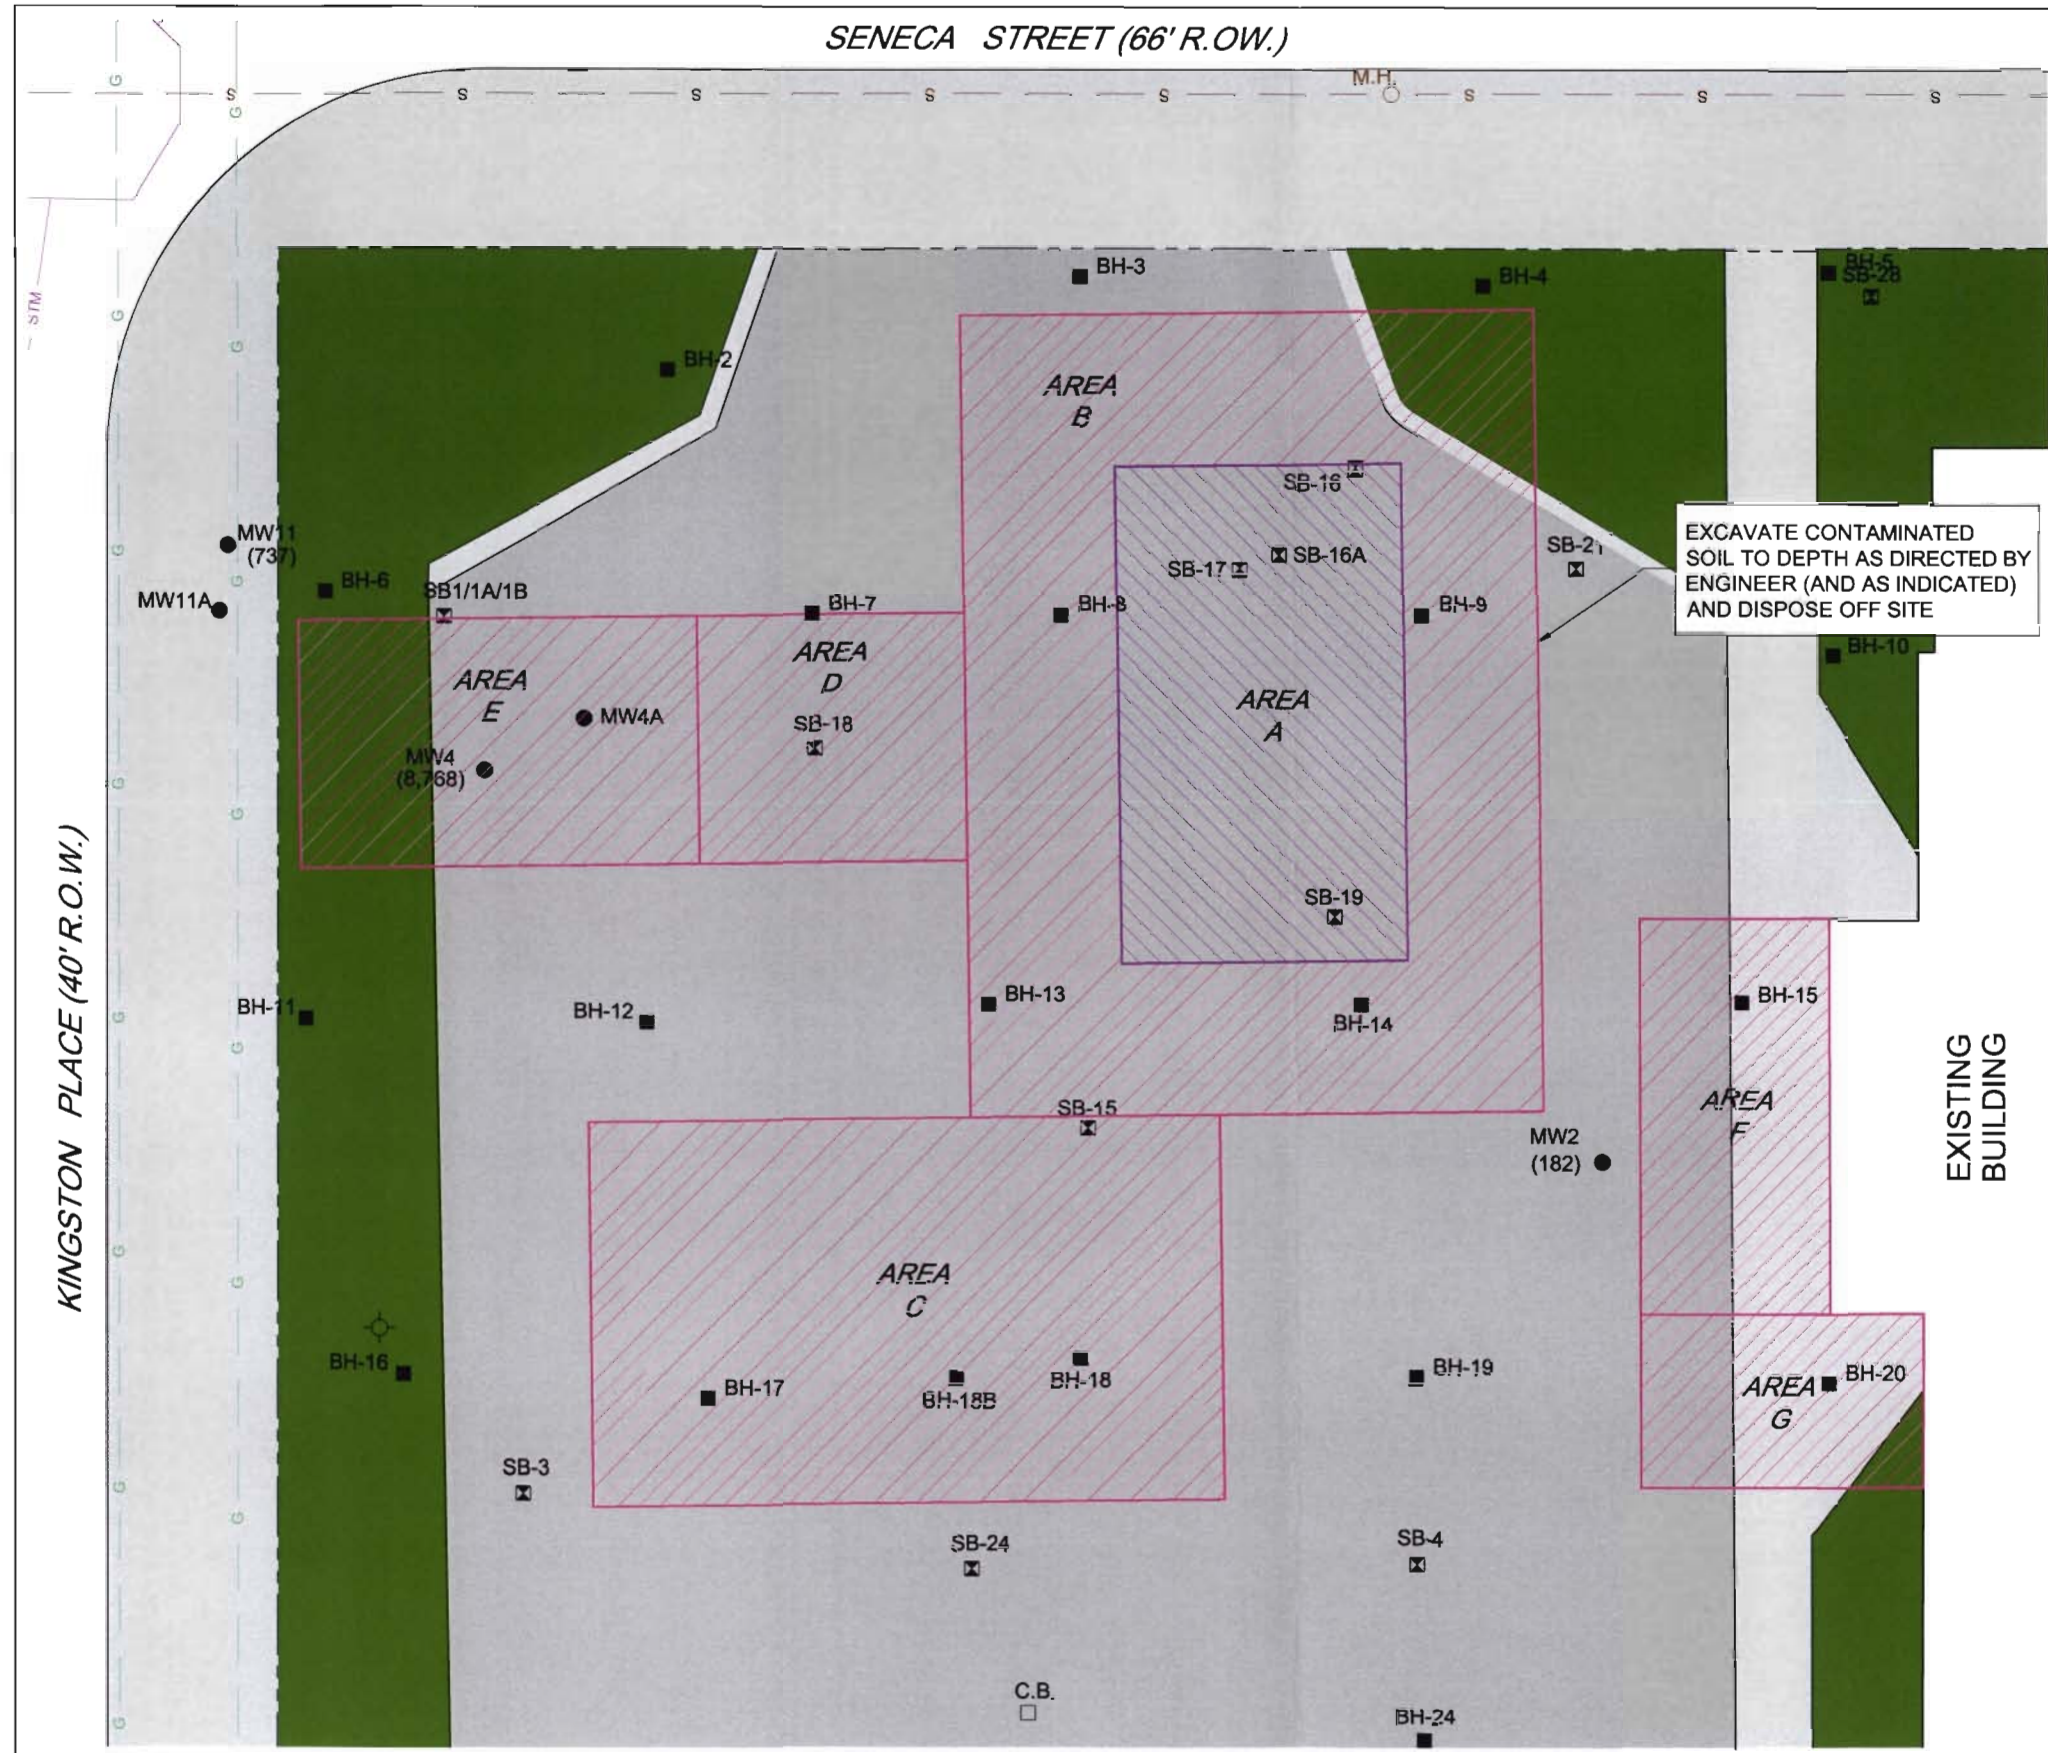 SENECA STREET (66' R.OW.)
M.H.
S S S S S S S S
G G
STM
BH-3
BH-4
BH-5
SB-28
BH-2
AREA
B
SB-16
MW11
(737)
BH-6
MW11A
SB1/1A/1B
BH-7
BH-8
SB-17
SB-16A
BH-9
SB-21
EXCAVATE CONTAMINATED
SOIL TO DEPTH AS DIRECTED BY
ENGINEER (AND AS INDICATED)
AND DISPOSE OFF SITE
BH-10
AREA
E
MW4A
MW4
(8,768)
AREA
D
SB-18
AREA
A
SB-19
KINGSTON PLACE (40' R.O.W.)
BH-11
BH-12
BH-13
BH-14
BH-15
EXISTING
BUILDING
SB-15
AREA
F
MW2
(182)
AREA
C
BH-16
BH-17
BH-18B
BH-18
BH-19
AREA
G
BH-20
SB-3
SB-24
SB-4
C.B.
BH-24